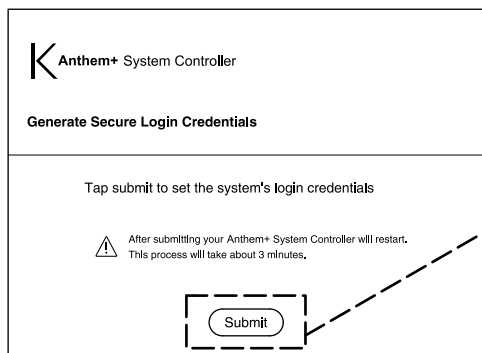 Anthem+ System Controller
Generate Secure Login Credentials
Tap submit to set the system's login credentials
After submitting your Anthem+ System Controller will restart.
This process will take about 3 minutes.
Submit